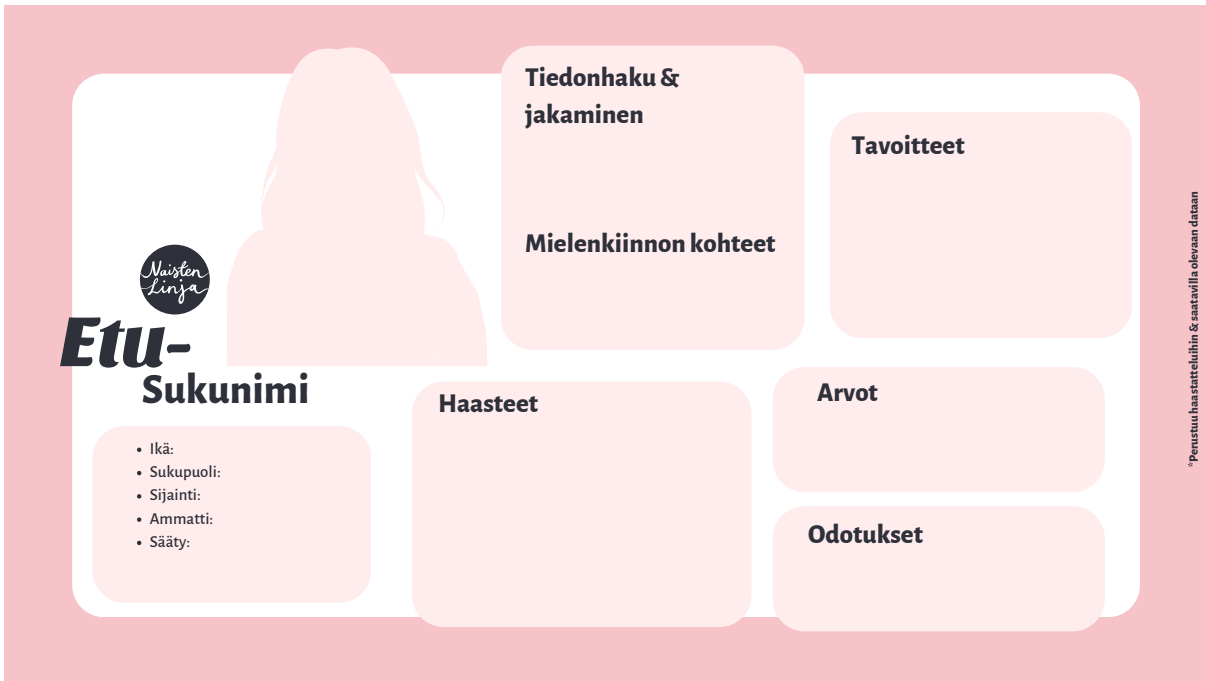 Naisten
Linja
Etu-
Sukunimi
• Ikä:
• Sukupuoli:
• Sijainti:
• Ammatti:
• Sääty:
Tiedonhaku &
jakaminen
Mielenkiinnon kohteet
Tavoitteet
Haasteet
Arvot
Odotukset
*Perustuu haastatteluihin & saatavilla olevaan dataan